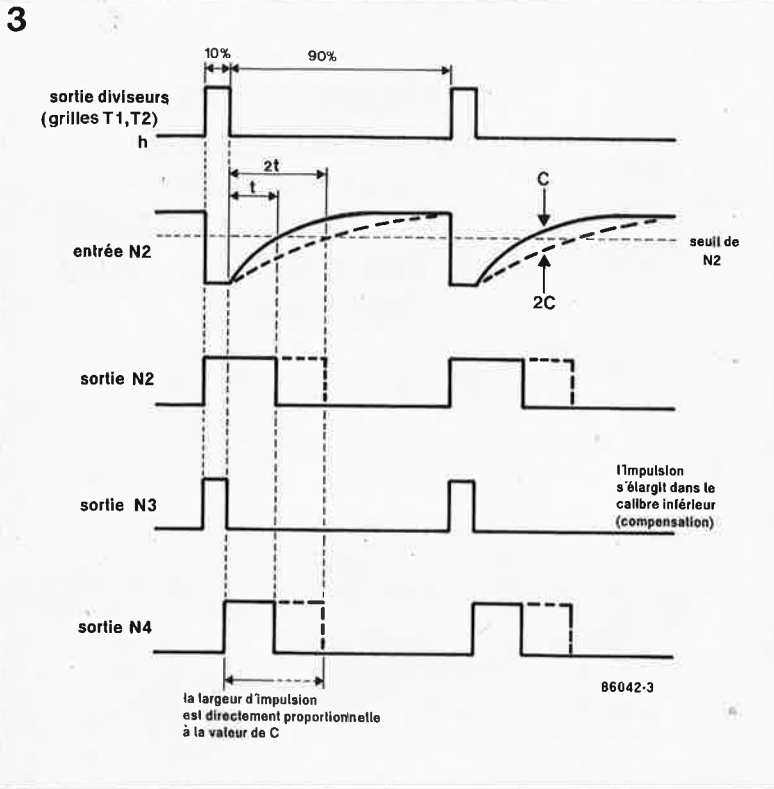 3
10%
90%
sortie diviseurs
(grilles T1,T2)
h
2t
t
C
entrée N2
seuil de
N2
2C
sortie N2
l'impulsion
s'élargit dans le
calibre inférieur
(compensation)
sortie N3
sortie N4
86042-3
la largeur d'impulsion
est directement proportionnelle
à la valeur de C